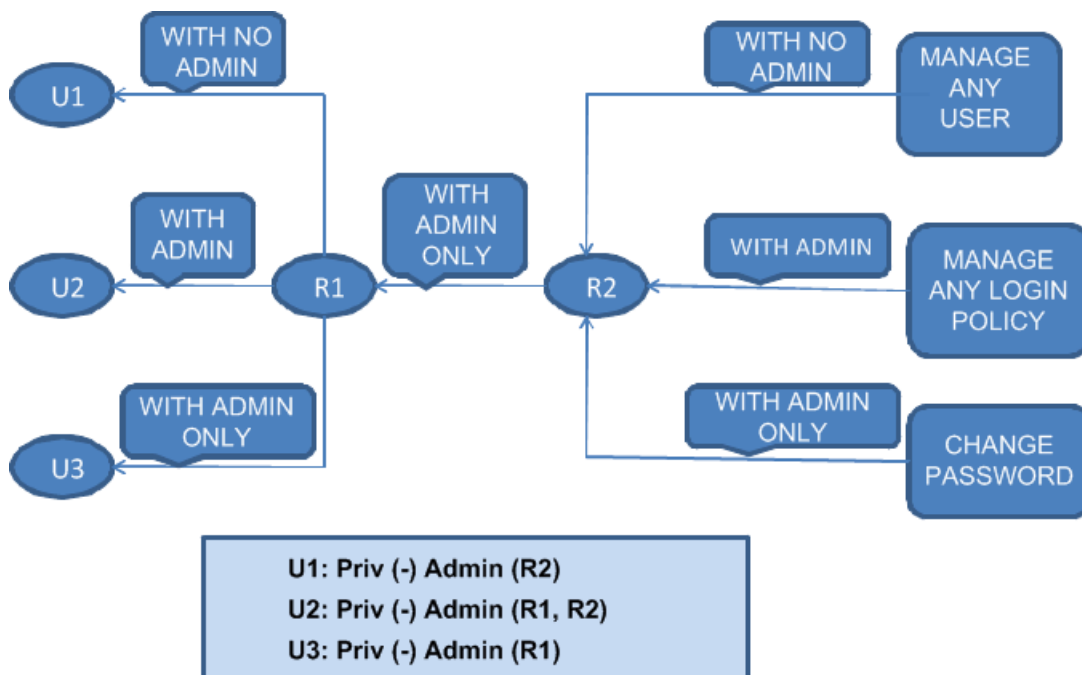 WITH NO
ADMIN
WITH NO
ADMIN
MANAGE
ANY
USER
U1
WITH
ADMIN
WITH
ADMIN
ONLY
WITH ADMIN
MANAGE
ANY LOGIN
POLICY
U2
R1
R2
WITH ADMIN
ONLY
WITH ADMIN
ONLY
CHANGE
PASSWORD
U3
U1: Priv (-) Admin (R2)
U2: Priv (-) Admin (R1, R2)
U3: Priv (-) Admin (R1)